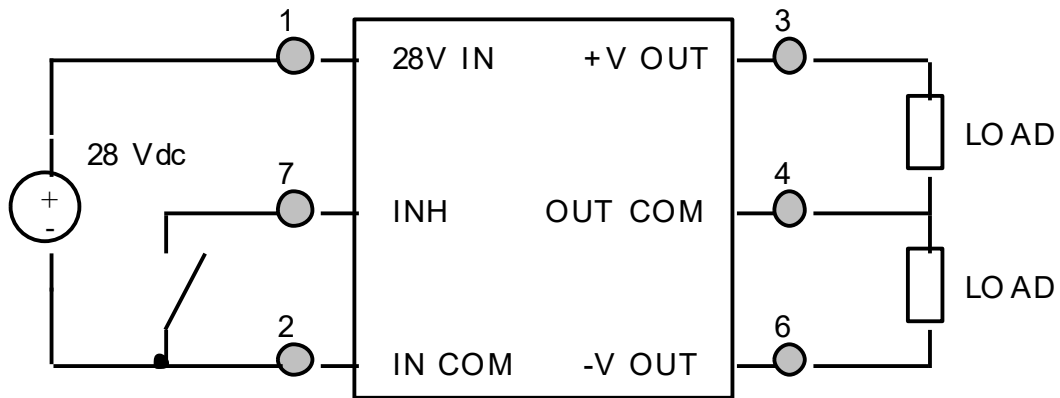 1
3
28V IN
+V OUT
28 Vdc
LOAD
7
4
+
-
INH
OUT COM
LOAD
2
6
IN COM
-V OUT